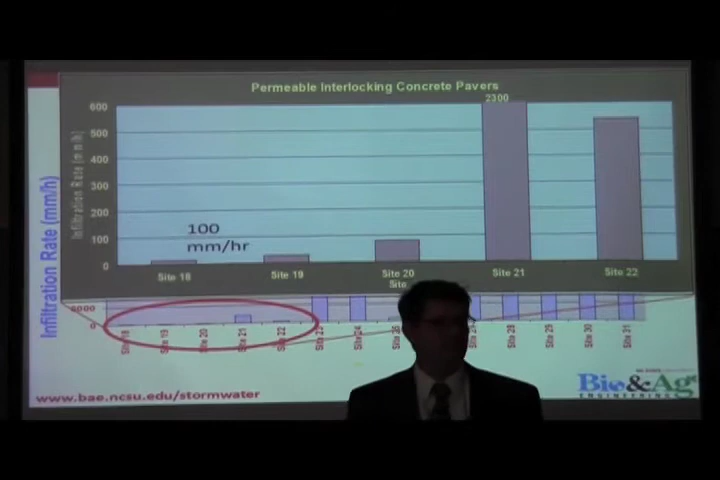 Permeable Interlocking Concrete Pavers
2300
600
500
400
300
200
100
0
Infiltration Rate (mm/h)
100
mm/hr
Site 18
Site 19
Site 20
Site 21
Site 22
Site
Infiltration Rate (mm/h)
0
Site 18
Site 19
Site 20
Site 21
Site 22
Site 23
Site 24
Site 28
Site 29
Site 30
Site 31
www.bae.ncsu.edu/stormwater
Bio&Ag
ENGINEERING